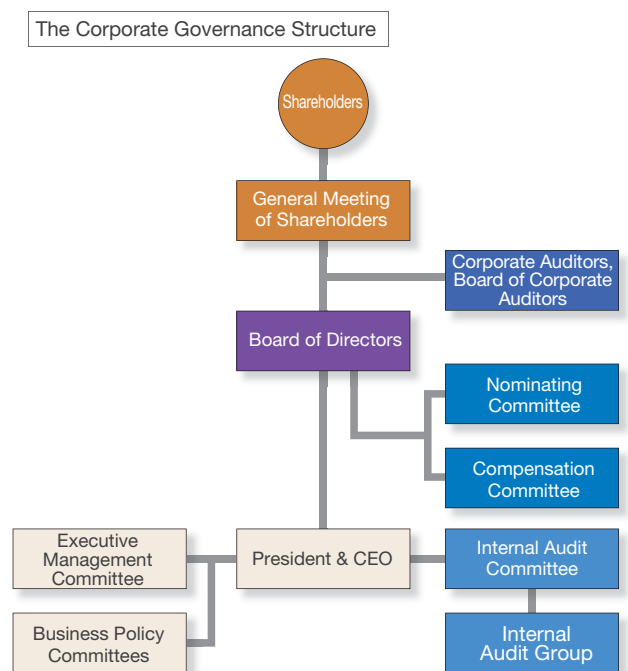 The Corporate Governance Structure
Shareholders
General Meeting
of Shareholders
Corporate Auditors,
Board of Corporate
Auditors
Board of Directors
Nominating
Committee
Compensation
Committee
Executive
Management
Committee
President & CEO
Internal Audit
Committee
Business Policy
Committees
Internal
Audit Group